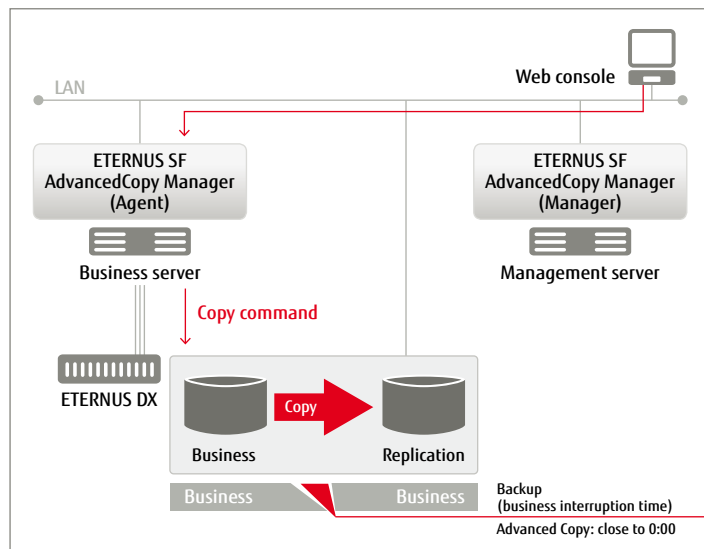 Web console
LAN
ETERNUS SF
AdvancedCopy Manager
(Agent)
ETERNUS SF
AdvancedCopy Manager
(Manager)
Business server
Management server
Copy command
ETERNUS DX
Copy
Business
Replication
Business
Business
Backup
(business interruption time)
Advanced Copy: close to 0:00